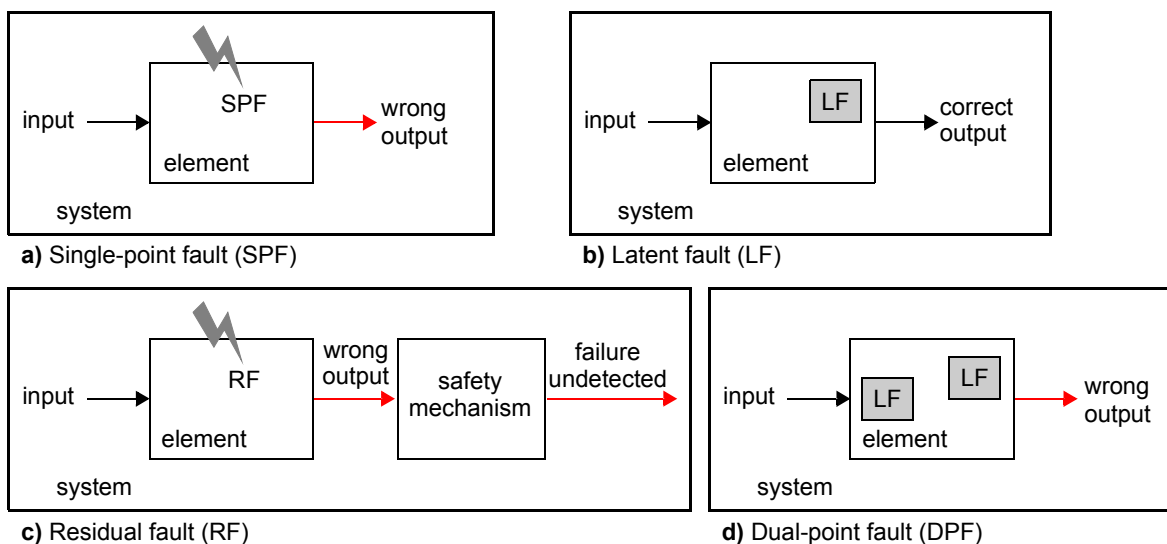 SPF
input
wrong
output
element
system
a) Single-point fault (SPF)
LF
input
correct
output
element
system
b) Latent fault (LF)
RF
input
wrong
output
safety
mechanism
failure
undetected
element
system
c) Residual fault (RF)
LF
LF
input
wrong
output
element
system
d) Dual-point fault (DPF)